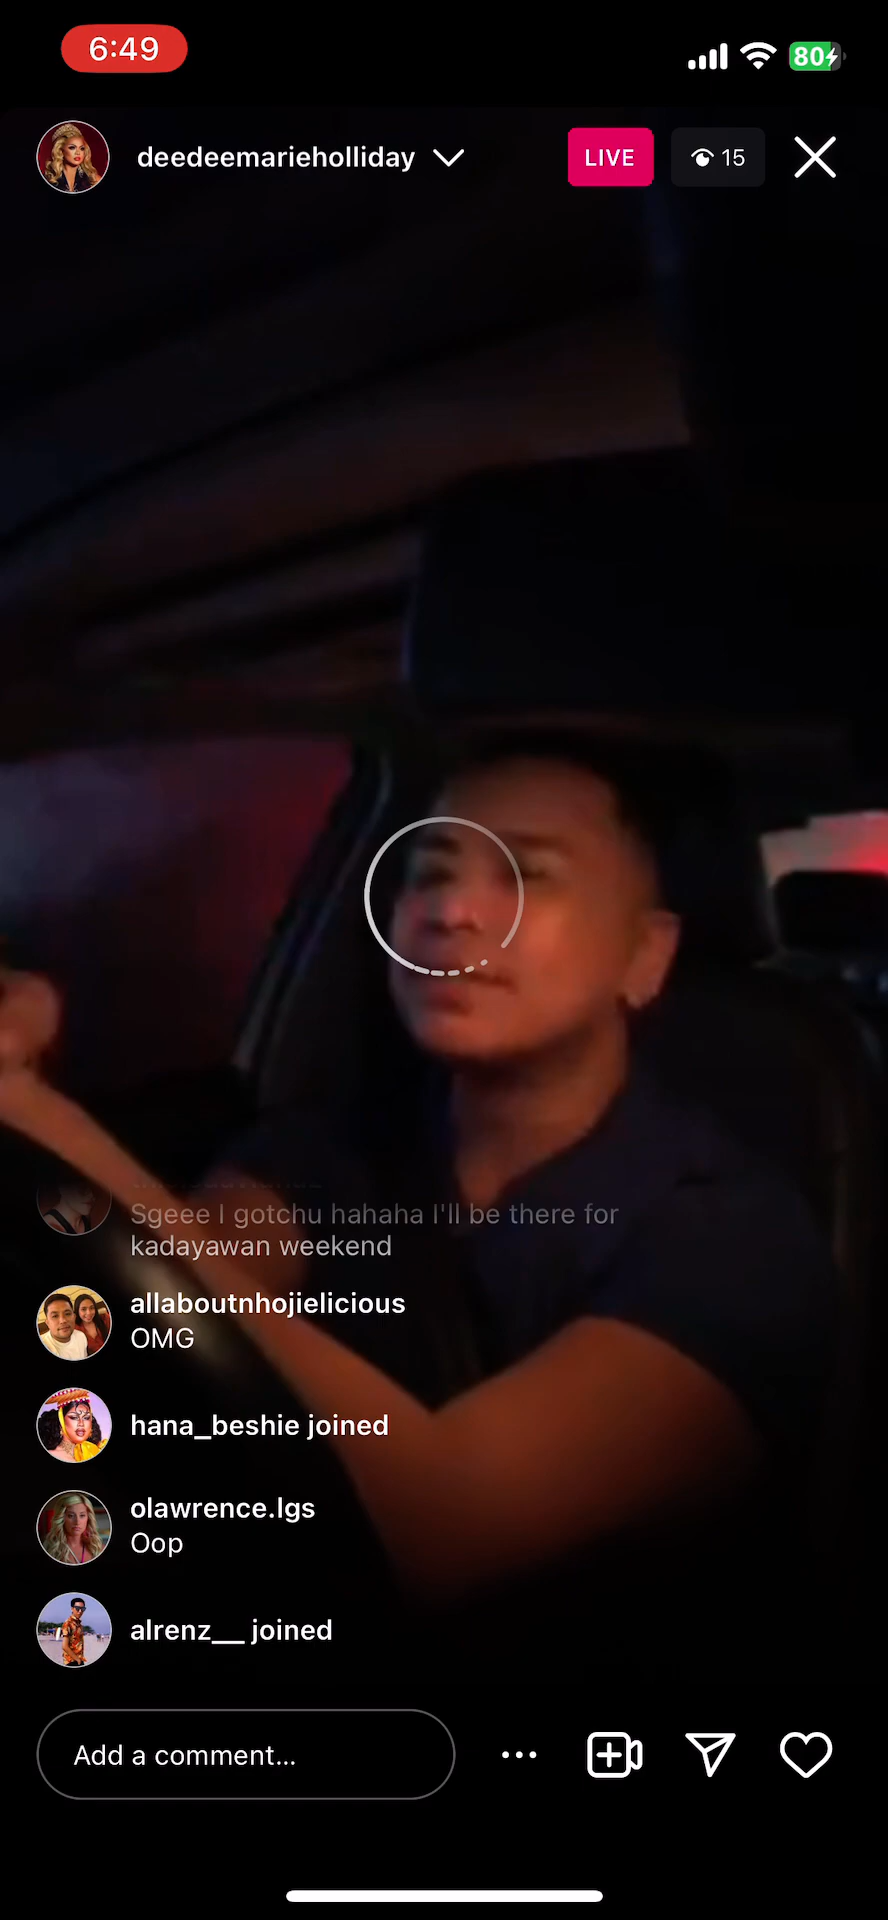 6:49
80
deedeemarieholliday
LIVE
15
Sgeee I gotchu hahaha I'll be there for
kadayawan weekend
allaboutnhojielicious
OMG
hana_beshie joined
olawrence.lgs
Oop
alrenz__ joined
Add a comment...